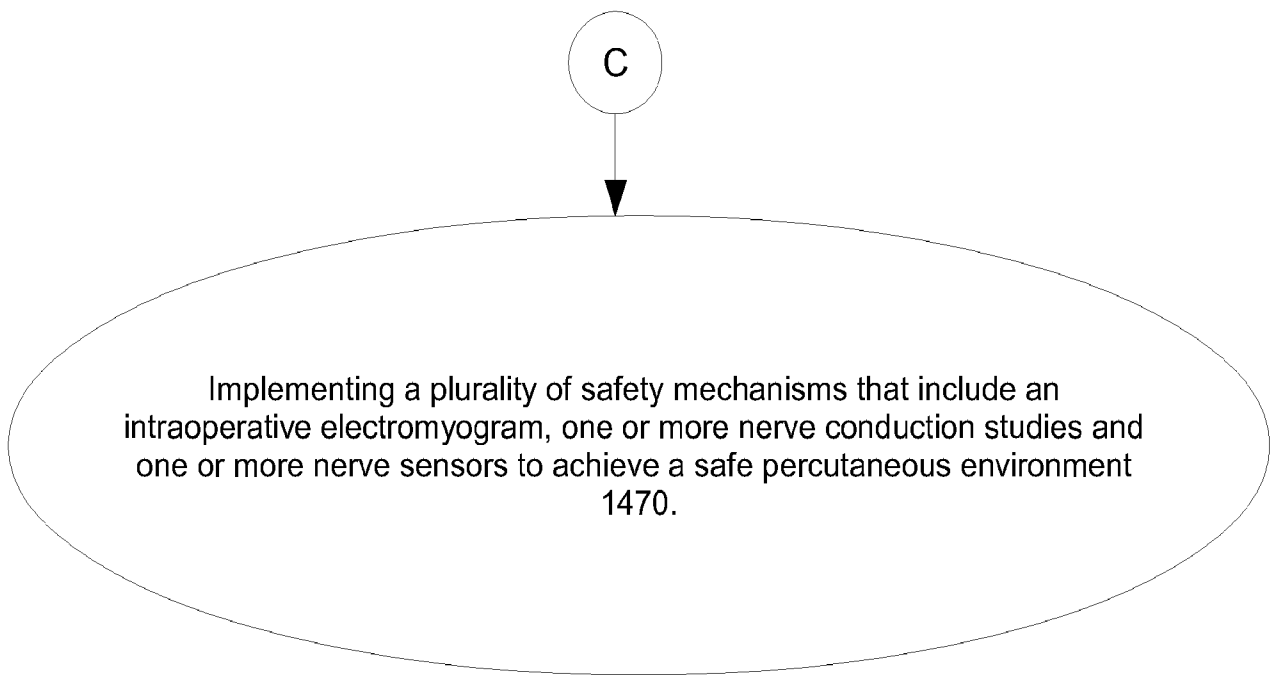 C
Implementing a plurality of safety mechanisms that include an
intraoperative electromyogram, one or more nerve conduction studies and
one or more nerve sensors to achieve a safe percutaneous environment
1470.